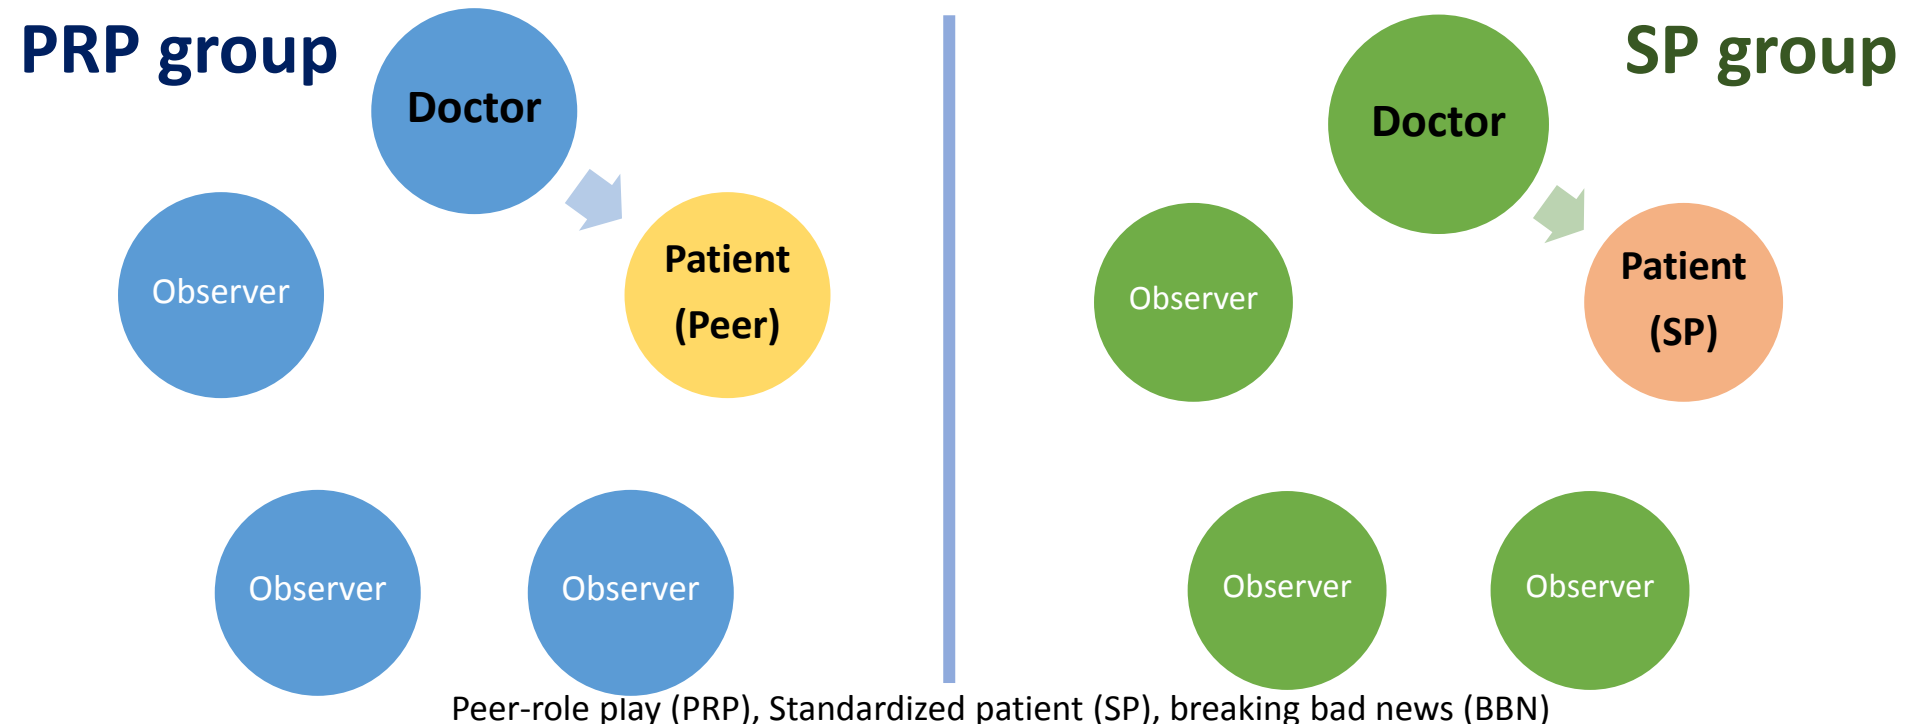 PRP group
Doctor
Patient
(Peer)
Observer
Observer
Observer
SP group
Doctor
Patient
(SP)
Observer
Observer
Observer
Peer-role play (PRP), Standardized patient (SP), breaking bad news (BBN)